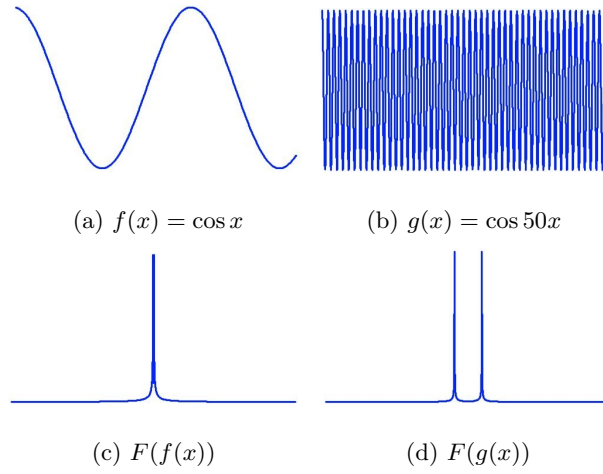 (a) f(x) = cos x
(b) g(x) = cos 50x
(c) F(f(x))
(d) F(g(x))